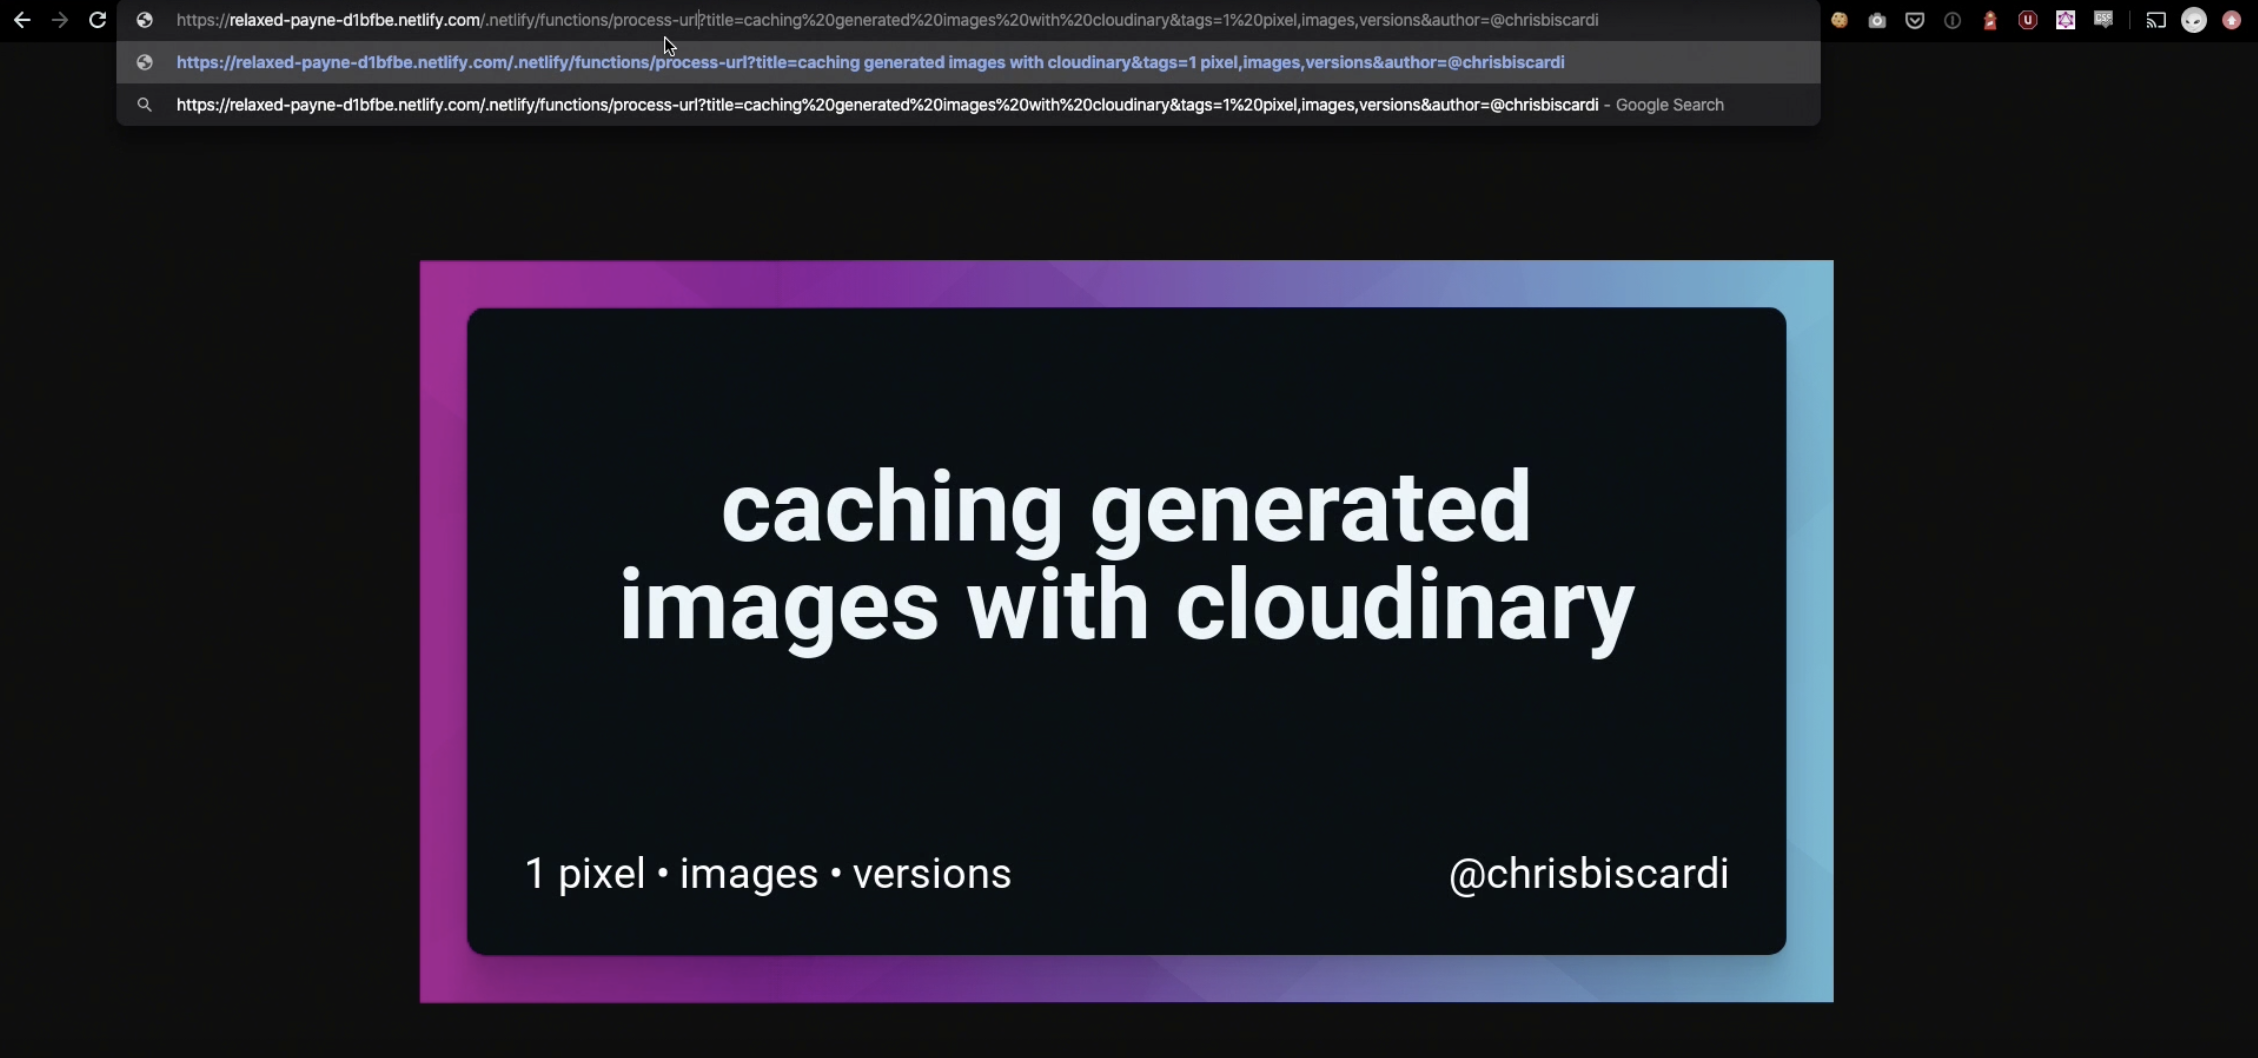 https://relaxed-payne-d1bfbe.netlify.com/.netlify/functions/process-url?title=caching%20generated%20images%20with%20cloudinary&tags=1%20pixel,images,versions&author=@chrisbiscardi
https://relaxed-payne-d1bfbe.netlify.com/.netlify/functions/process-url?title=caching generated images with cloudinary&tags=1 pixel,images,versions&author=@chrisbiscardi
https://relaxed-payne-d1bfbe.netlify.com/.netlify/functions/process-url?title=caching%20generated%20images%20with%20cloudinary&tags=1%20pixel,images,versions&author=@chrisbiscardi - Google Search
caching generated
images with cloudinary
1 pixel • images • versions
@chrisbiscardi